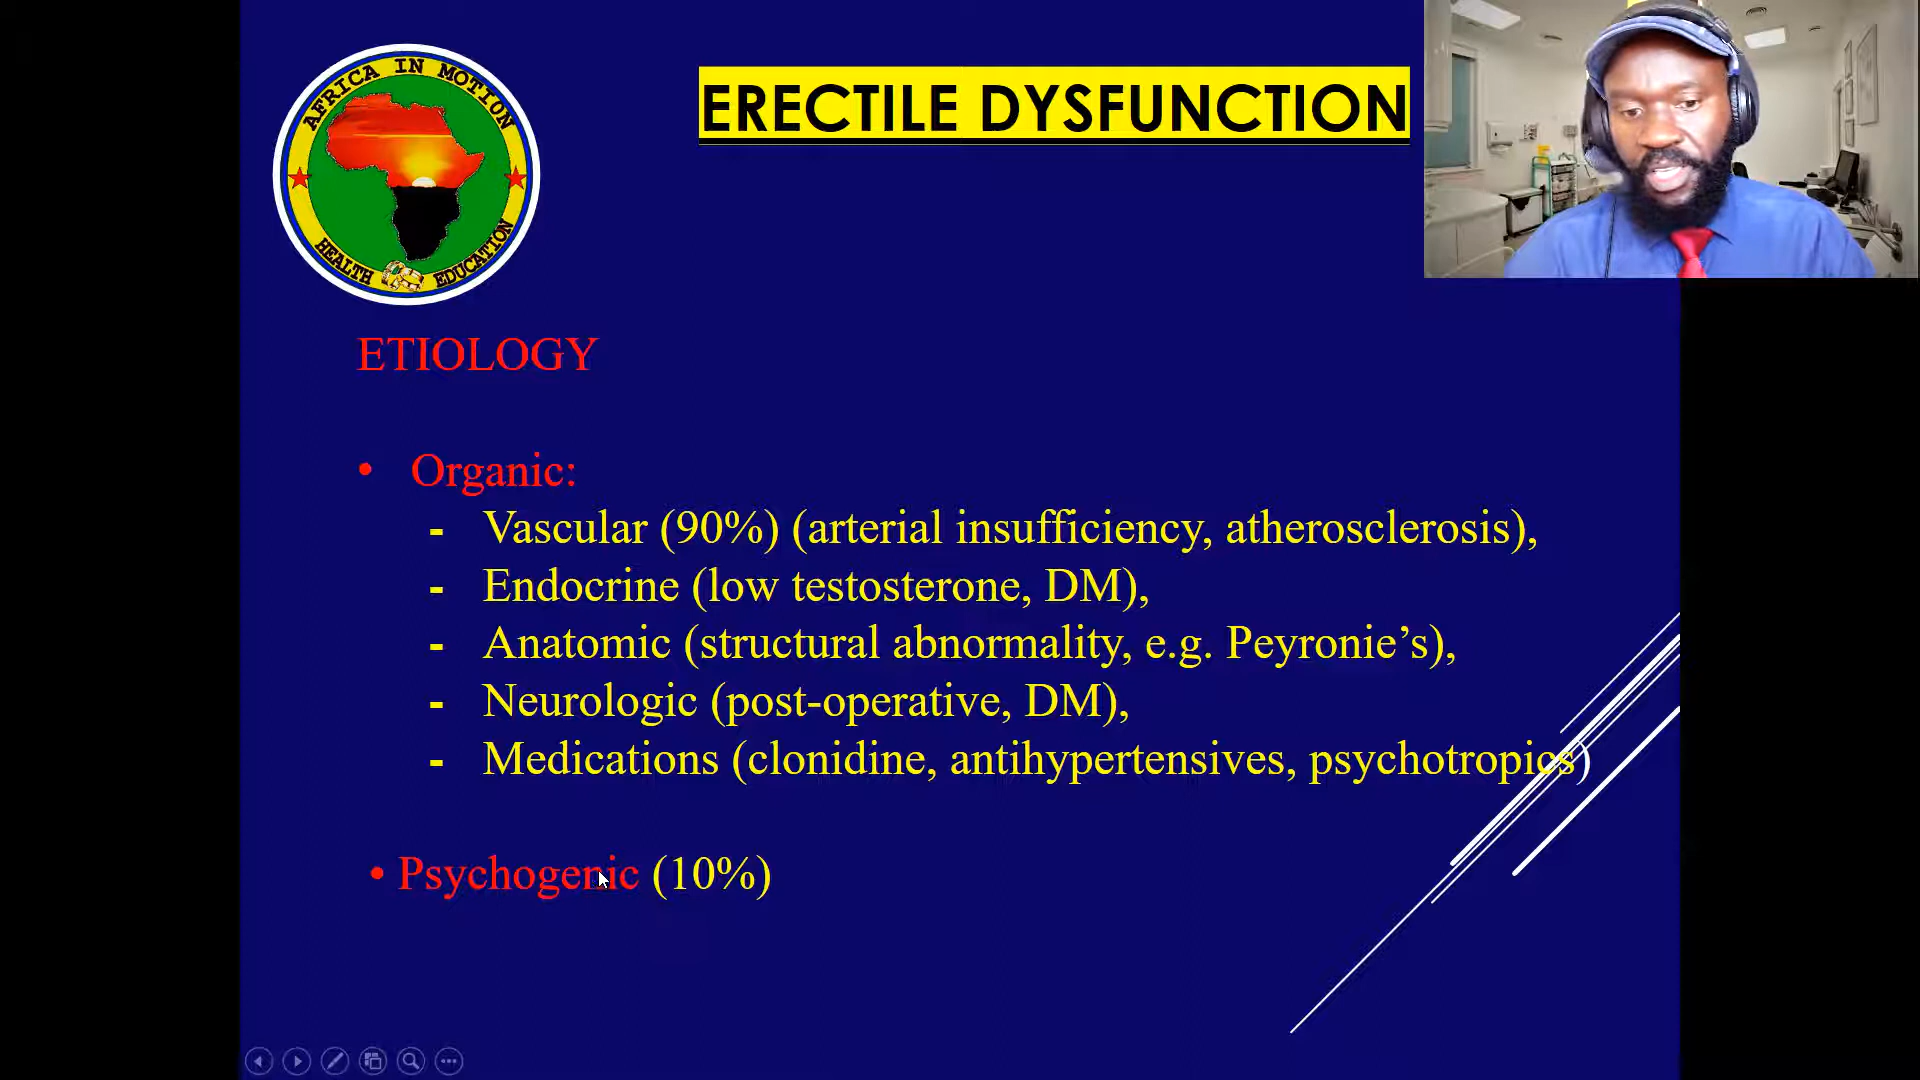 AFRICA IN MOTION
HEALTH EDUCATION
ERECTILE DYSFUNCTION
ETIOLOGY
• Organic:
- Vascular (90%) (arterial insufficiency, atherosclerosis),
- Endocrine (low testosterone, DM),
- Anatomic (structural abnormality, e.g. Peyronie’s),
- Neurologic (post-operative, DM),
- Medications (clonidine, antihypertensives, psychotropics)
• Psychogenic (10%)